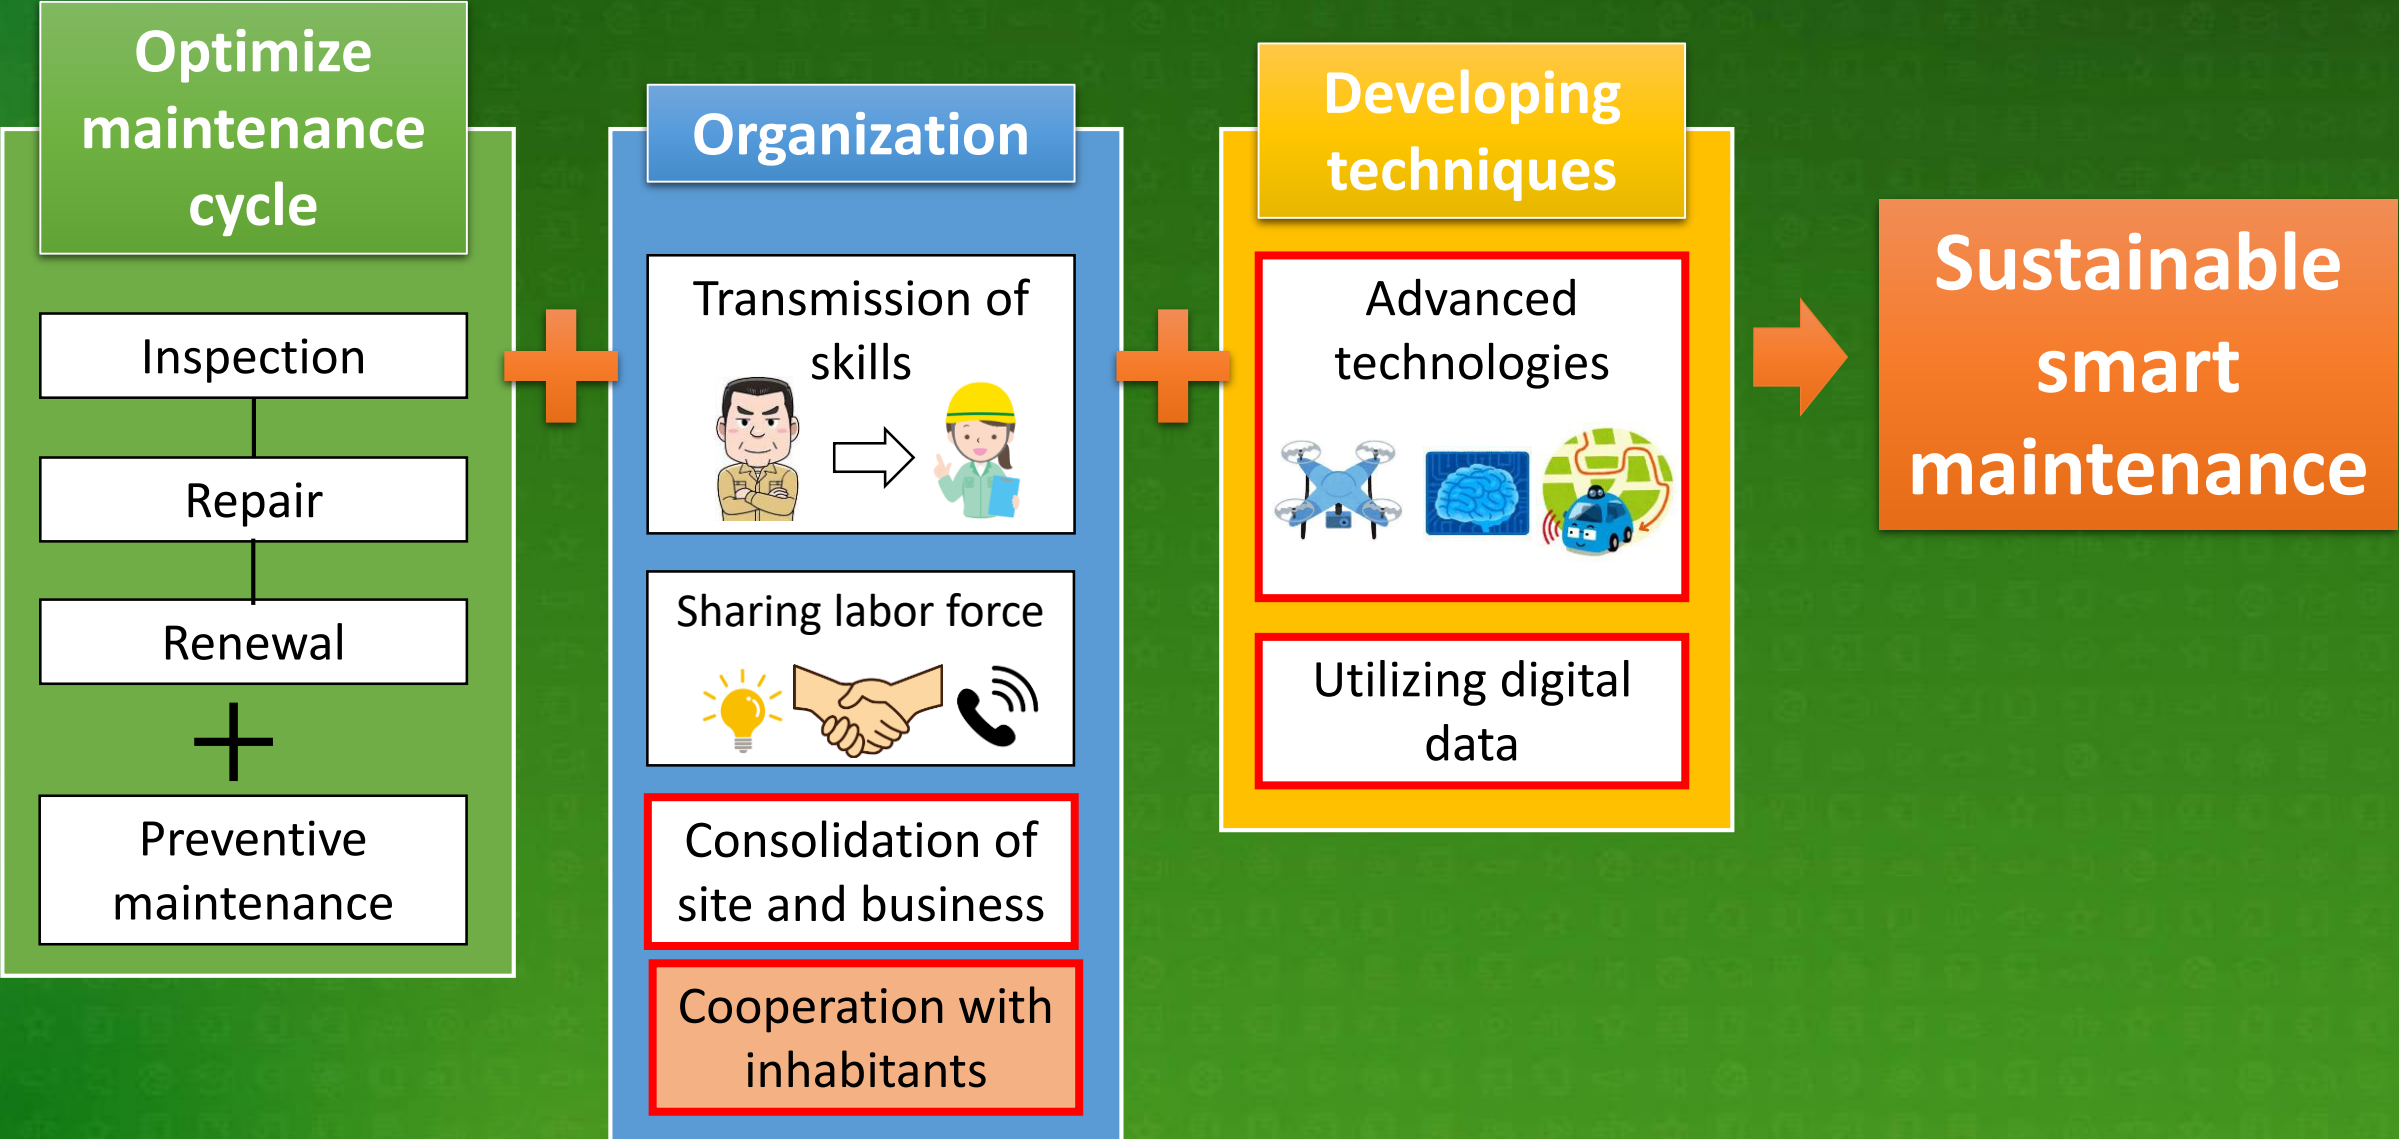 Optimize
maintenance
cycle
Inspection
Repair
Renewal
+
Preventive
maintenance
Organization
Transmission of
skills
Sharing labor force
Consolidation of
site and business
Cooperation with
inhabitants
Developing
techniques
Advanced
technologies
Utilizing digital
data
Sustainable
smart
maintenance